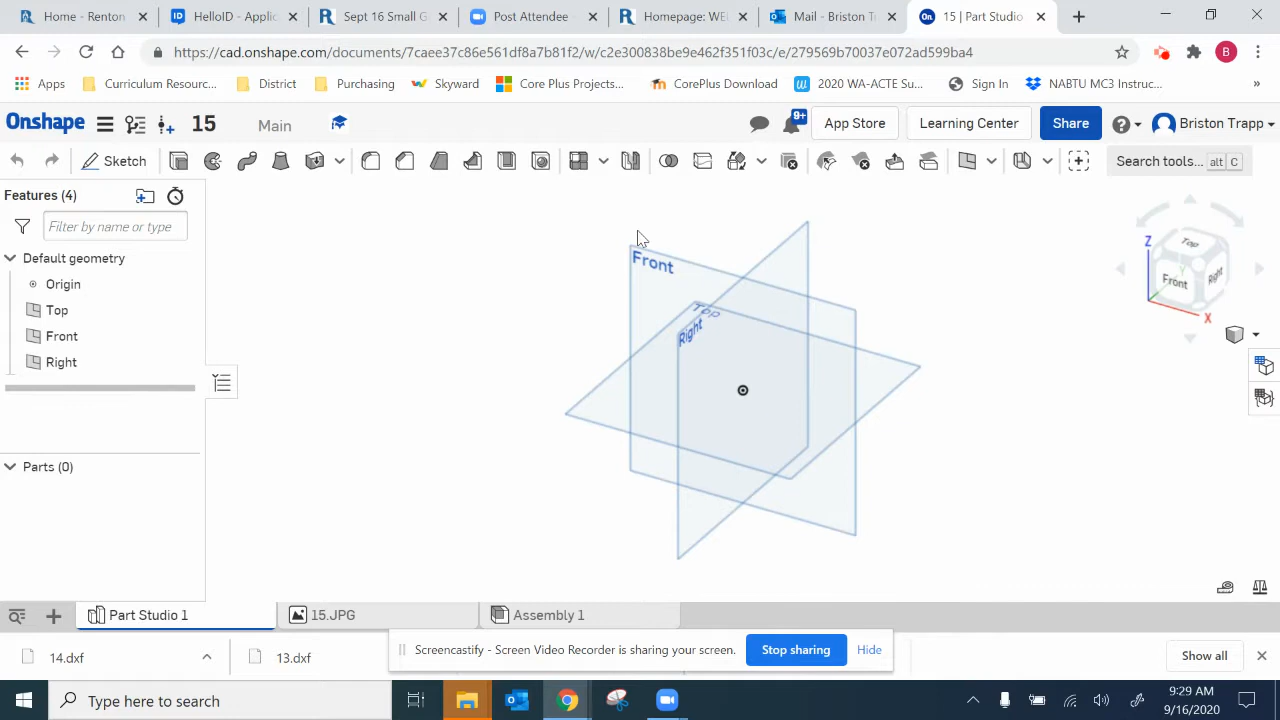 Home - Renton
HelloID - Applic
Sept 16 Small G
Post Attendee -
Homepage: WEL
Mail - Briston T
15 | Part Studio
https://cad.onshape.com/documents/7caee37c86e561df8a7b81f2/w/c2e300838be9e462f351f03c/e/279569b70037e072ad599ba4
B
Apps
Curriculum Resourc...
District
Purchasing
Skyward
Core Plus Projects...
CorePlus Download
2020 WA-ACTE Su...
Sign In
NABTU MC3 Instruc...
»
Onshape
15
Main
9+
App Store
Learning Center
Share
Briston Trapp
Sketch
Search tools... alt C
Features (4)
Filter by name or type
Default geometry
Origin
Top
Front
Right
Parts (0)
Front
Top
Right
Z
Top
Front
Right
Y
X
Part Studio 1
15.JPG
Assembly 1
Screencastify - Screen Video Recorder is sharing your screen.
Stop sharing
Hide
14.dxf
13.dxf
Show all
Type here to search
9:29 AM
9/16/2020